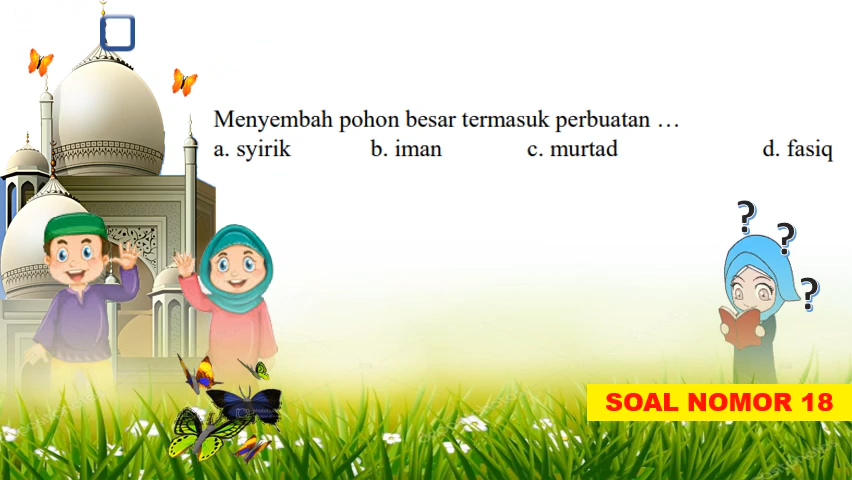 Menyembah pohon besar termasuk perbuatan …
a. syirik b. iman c. murtad d. fasiq
?
?
?
SOAL NOMOR 18